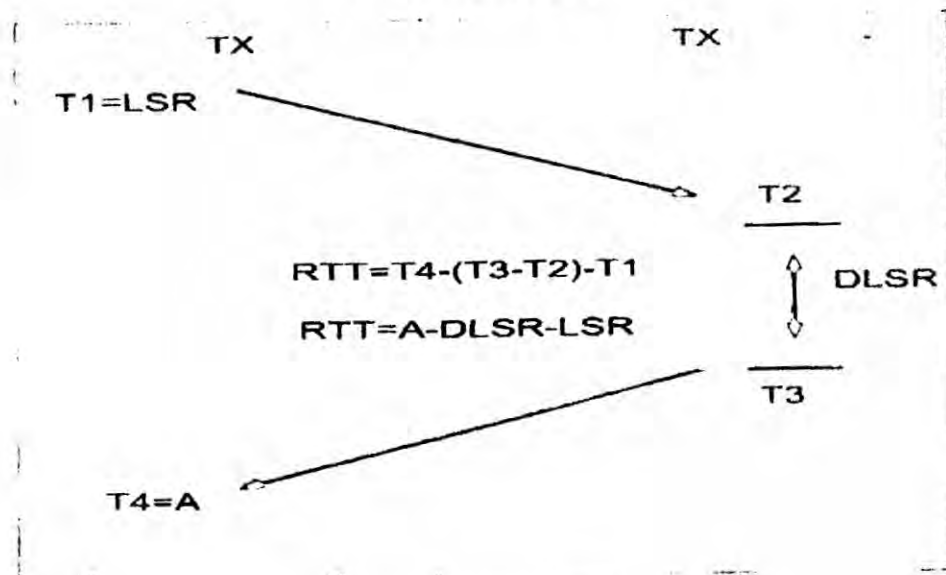 TX TX
T1=LSR
T2
RTT=T4-(T3-T2)-T1
DLSR
RTT=A-DLSR-LSR
T3
T4=A